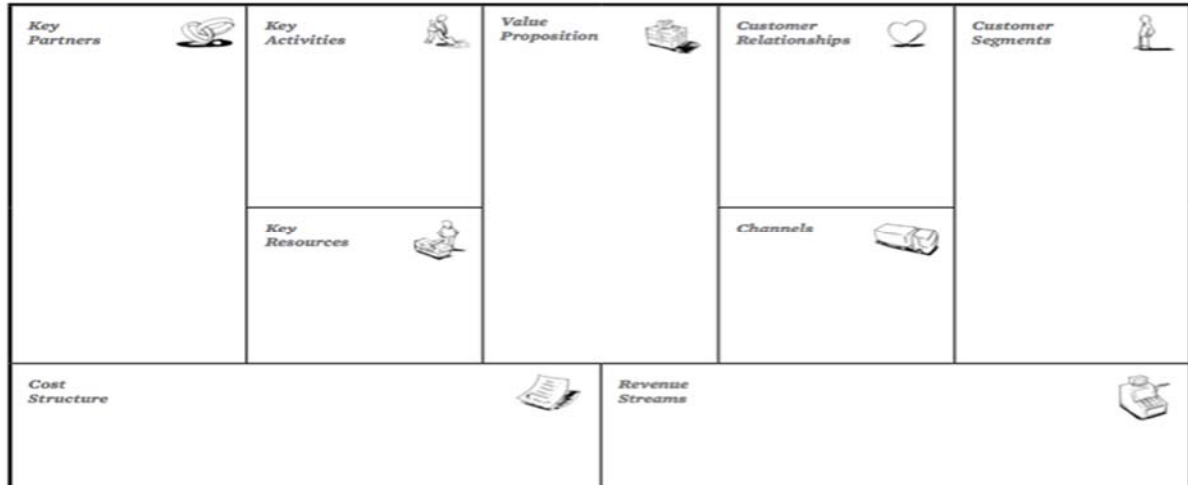 Key
Partners
Key
Activities
Value
Proposition
Customer
Relationships
Customer
Segments
Key
Resources
Channels
Cost
Structure
Revenue
Streams